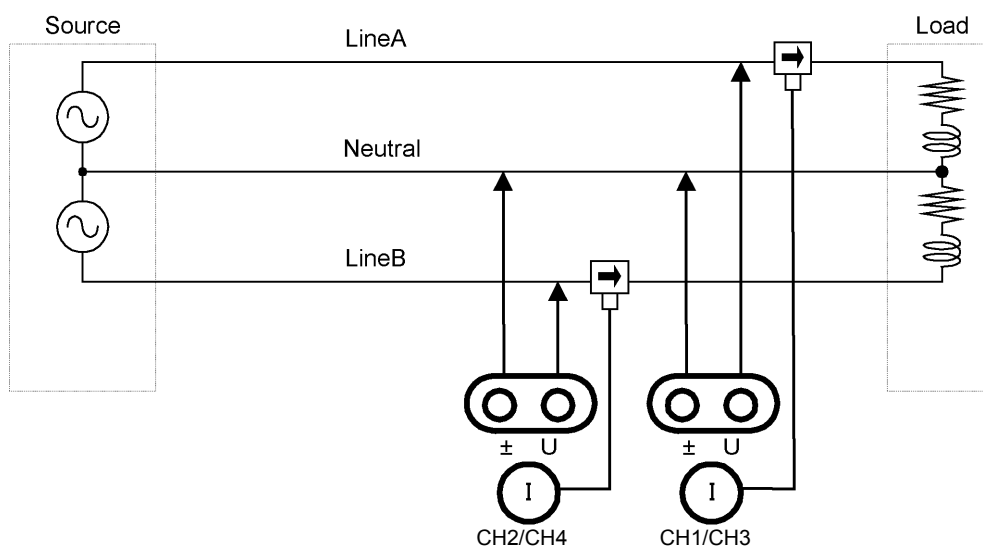 Source
LineA
Load
Neutral
LineB
± U
± U
I
I
CH2/CH4
CH1/CH3